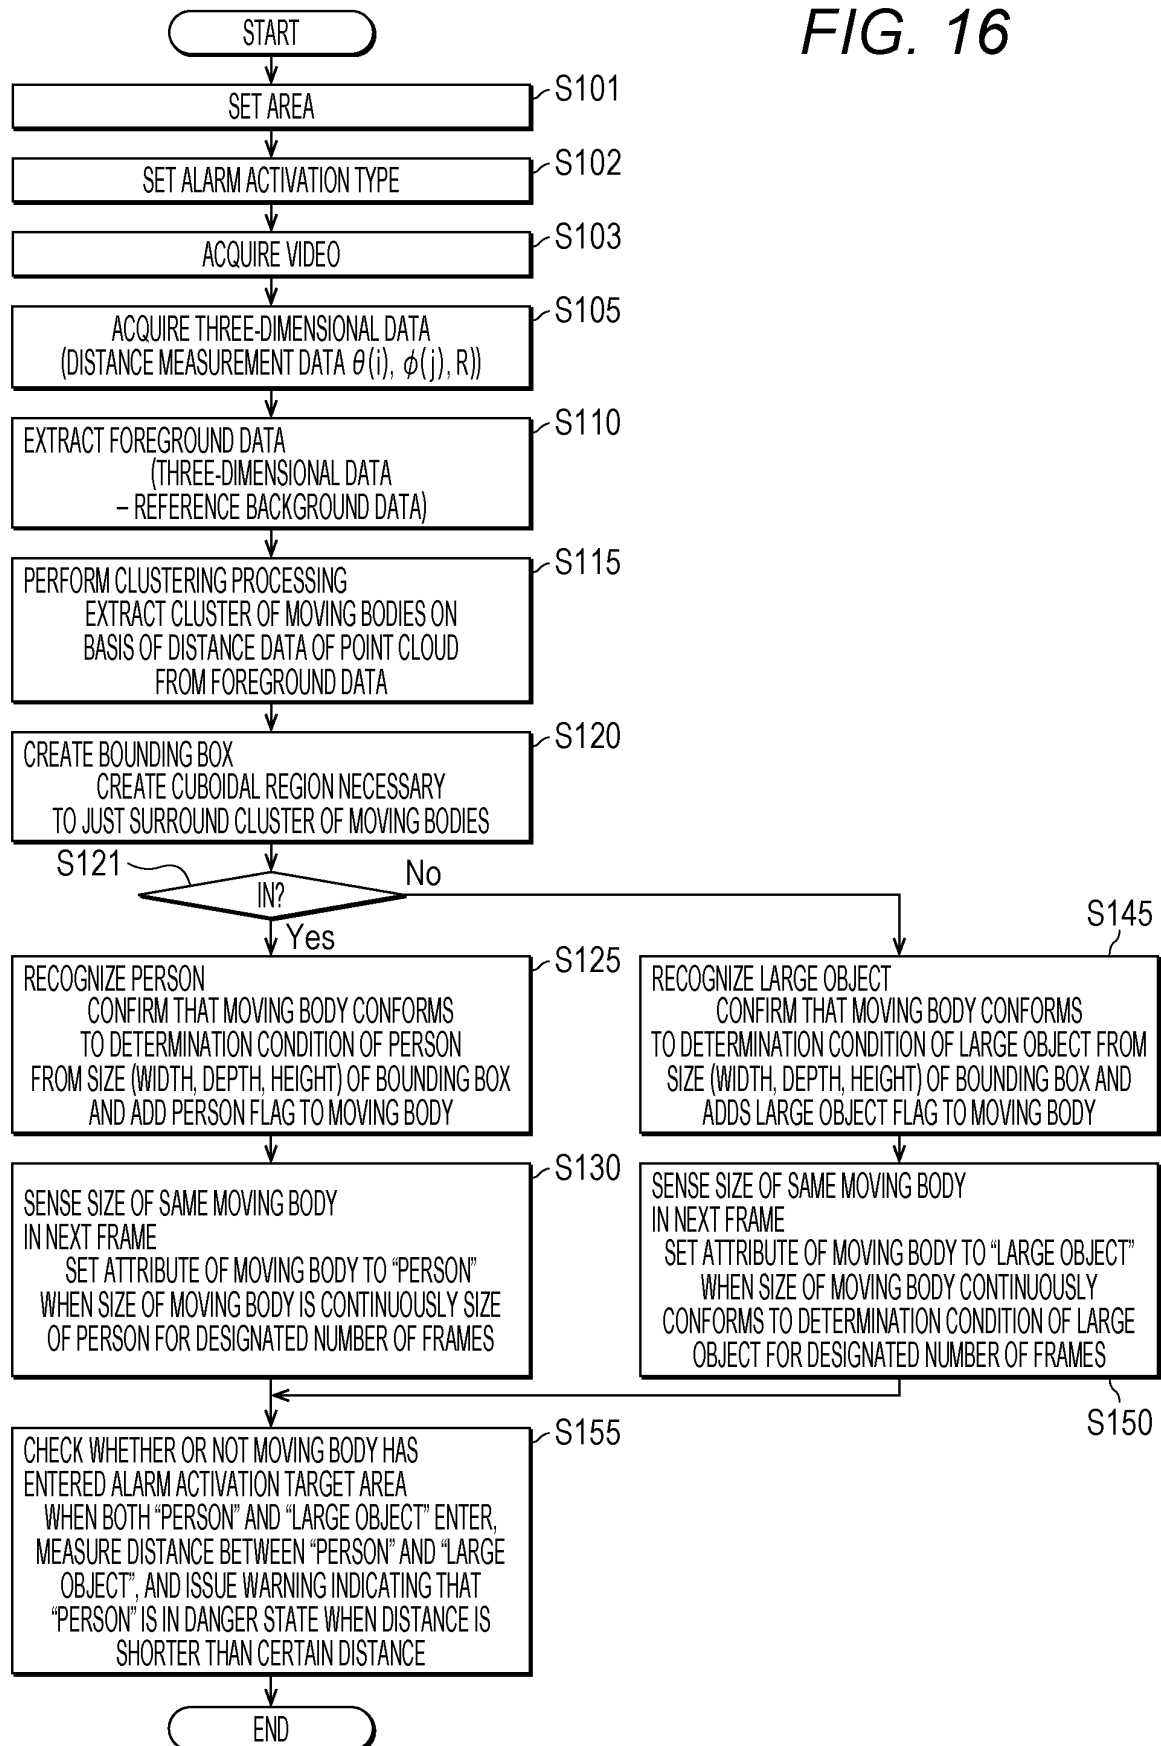 FIG. 16
START
SET AREA
S101
SET ALARM ACTIVATION TYPE
S102
ACQUIRE VIDEO
S103
ACQUIRE THREE-DIMENSIONAL DATA
(DISTANCE MEASUREMENT DATA θ(i), ϕ(j), R))
S105
EXTRACT FOREGROUND DATA
(THREE-DIMENSIONAL DATA
– REFERENCE BACKGROUND DATA)
S110
PERFORM CLUSTERING PROCESSING
EXTRACT CLUSTER OF MOVING BODIES ON
BASIS OF DISTANCE DATA OF POINT CLOUD
FROM FOREGROUND DATA
S115
CREATE BOUNDING BOX
CREATE CUBOIDAL REGION NECESSARY
TO JUST SURROUND CLUSTER OF MOVING BODIES
S120
S121
IN?
No
Yes
RECOGNIZE PERSON
CONFIRM THAT MOVING BODY CONFORMS
TO DETERMINATION CONDITION OF PERSON
FROM SIZE (WIDTH, DEPTH, HEIGHT) OF BOUNDING BOX
AND ADD PERSON FLAG TO MOVING BODY
S125
S145
RECOGNIZE LARGE OBJECT
CONFIRM THAT MOVING BODY CONFORMS
TO DETERMINATION CONDITION OF LARGE OBJECT FROM
SIZE (WIDTH, DEPTH, HEIGHT) OF BOUNDING BOX AND
ADDS LARGE OBJECT FLAG TO MOVING BODY
SENSE SIZE OF SAME MOVING BODY
IN NEXT FRAME
SET ATTRIBUTE OF MOVING BODY TO “PERSON”
WHEN SIZE OF MOVING BODY IS CONTINUOUSLY SIZE
OF PERSON FOR DESIGNATED NUMBER OF FRAMES
S130
SENSE SIZE OF SAME MOVING BODY
IN NEXT FRAME
SET ATTRIBUTE OF MOVING BODY TO “LARGE OBJECT”
WHEN SIZE OF MOVING BODY CONTINUOUSLY
CONFORMS TO DETERMINATION CONDITION OF LARGE
OBJECT FOR DESIGNATED NUMBER OF FRAMES
S150
CHECK WHETHER OR NOT MOVING BODY HAS
ENTERED ALARM ACTIVATION TARGET AREA
WHEN BOTH “PERSON” AND “LARGE OBJECT” ENTER,
MEASURE DISTANCE BETWEEN “PERSON” AND “LARGE
OBJECT”, AND ISSUE WARNING INDICATING THAT
“PERSON” IS IN DANGER STATE WHEN DISTANCE IS
SHORTER THAN CERTAIN DISTANCE
S155
END